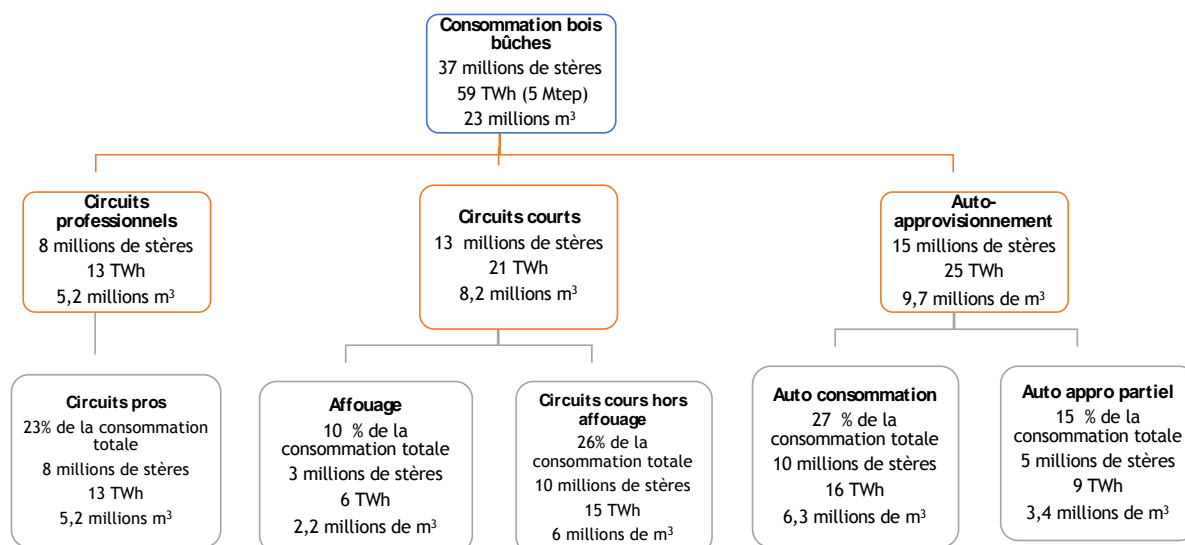 Consommation bois
bûches
37 millions de stères
59 TWh (5 Mtep)
23 millions m³
Circuits
professionnels
8 millions de stères
13 TWh
5,2 millions m³
Circuits courts
13 millions de stères
21 TWh
8,2 millions m³
Auto-
approvisionnement
15 millions de stères
25 TWh
9,7 millions de m³
Circuits pros
23% de la consommation
totale
8 millions de stères
13 TWh
5,2 millions m³
Affouage
10 % de la
consommation totale
3 millions de stères
6 TWh
2,2 millions de m³
Circuits cours hors
affouage
26% de la
consommation totale
10 millions de stères
15 TWh
6 millions de m³
Auto consommation
27 % de la
consommation totale
10 millions de stères
16 TWh
6,3 millions de m³
Auto appro partiel
15 % de la
consommation totale
5 millions de stères
9 TWh
3,4 millions de m³